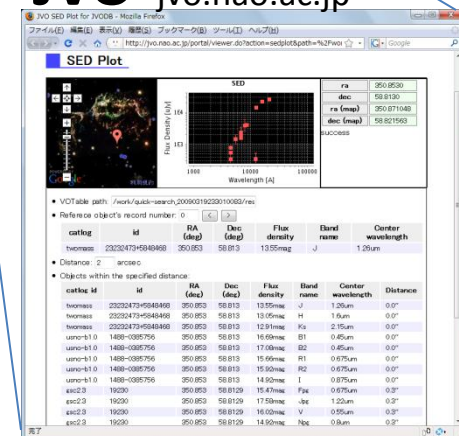 jvo.nao.ac.jp
JVO SED Plot for JVODB - Mozilla Firefox
ファイル(F) 編集(E) 表示(V) 履歴(S) ブックマーク(B) ツール(T) ヘルプ(H)
http://jvo.nao.ac.jp/portal/viewer.do?action=sedplot&path=%2Fwor
Google
SED Plot
SED
Flux Density [uJy]
1E4
1E3
1000 10000
Wavelength [A]
ra 350.8530
dec 58.8130
ra (map) 350.871048
dec (map) 58.821563
success
VOTable path: /work/quick-search_20090319233010083/res
Referece object's record number: 0 < >
catlog id RA (deg) Dec (deg) Flux density Band name Center wavelength
twomass 23232473+5848468 350.853 58.813 13.55mag J 1.26um
Distance: 2 arcsec
Objects within the specified distance:
catlog id id RA (deg) Dec (deg) Flux density Band name Center wavelength Distance
twomass 23232473+5848468 350.853 58.813 13.55mag J 1.26um 0.0"
twomass 23232473+5848468 350.853 58.813 13.05mag H 1.6um 0.0"
twomass 23232473+5848468 350.853 58.813 12.91mag Ks 2.15um 0.0"
usno-b1.0 1488-0385756 350.853 58.813 16.69mag B1 0.45um 0.0"
usno-b1.0 1488-0385756 350.853 58.813 17.08mag B2 0.45um 0.0"
usno-b1.0 1488-0385756 350.853 58.813 15.66mag R1 0.675um 0.0"
usno-b1.0 1488-0385756 350.853 58.813 15.92mag R2 0.675um 0.0"
usno-b1.0 1488-0385756 350.853 58.813 14.92mag I 0.875um 0.0"
gsc2.3 19230 350.853 58.8129 15.47mag Fpg 0.675um 0.3"
gsc2.3 19230 350.853 58.8129 17.58mag Jpg 1.22um 0.3"
gsc2.3 19230 350.853 58.8129 16.02mag V 0.55um 0.3"
gsc2.3 19230 350.853 58.8129 14.92mag Npg 0.8um 0.3"
完了